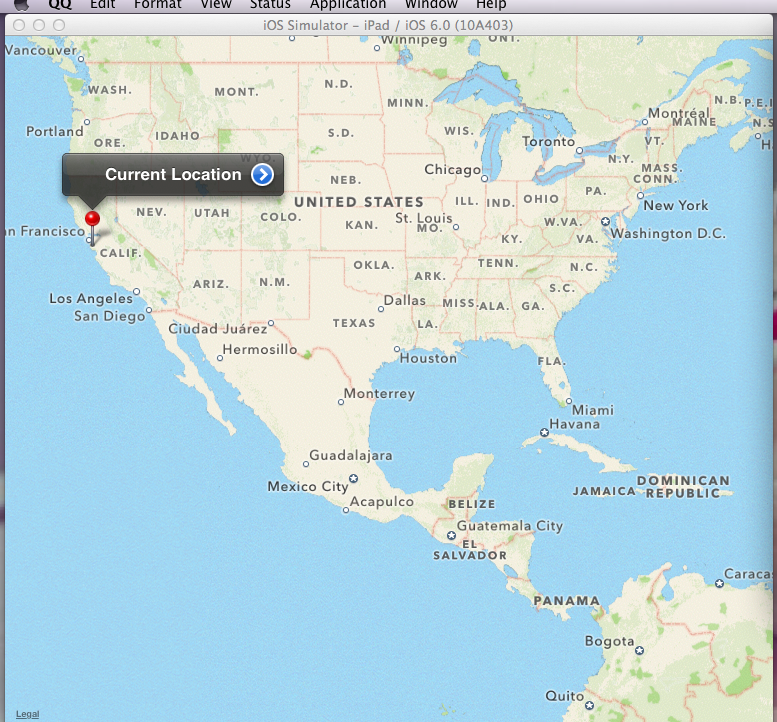 QQ Edit Format View Status Application Window Help
iOS Simulator – iPad / iOS 6.0 (10A403)
Winnipeg
ONT.
Vancouver
WASH.
MONT.
N.D.
MINN.
N.B.
P.E.I
Montréal
MAINE
N.S
Portland
ORE.
IDAHO
S.D.
WIS.
Toronto
VT.
H
WYO.
N.Y.
MASS.
CONN.
Current Location
Chicago
NEB.
PA.
UNITED STATES
ILL.
IND.
OHIO
New York
NEV.
UTAH
COLO.
KAN.
St. Louis
MO.
W.VA.
n Francisco
KY.
VA.
Washington D.C.
CALIF.
OKLA.
TENN.
N.C.
ARIZ.
N.M.
ARK.
S.C.
Los Angeles
Dallas
MISS.
ALA.
GA.
San Diego
Ciudad Juárez
TEXAS
LA.
Hermosillo
Houston
FLA.
Monterrey
Miami
Havana
Guadalajara
Mexico City
DOMINICAN
REPUBLIC
JAMAICA
Acapulco
BELIZE
Guatemala City
EL
SALVADOR
Caraca
PANAMA
Bogota
Quito
Legal